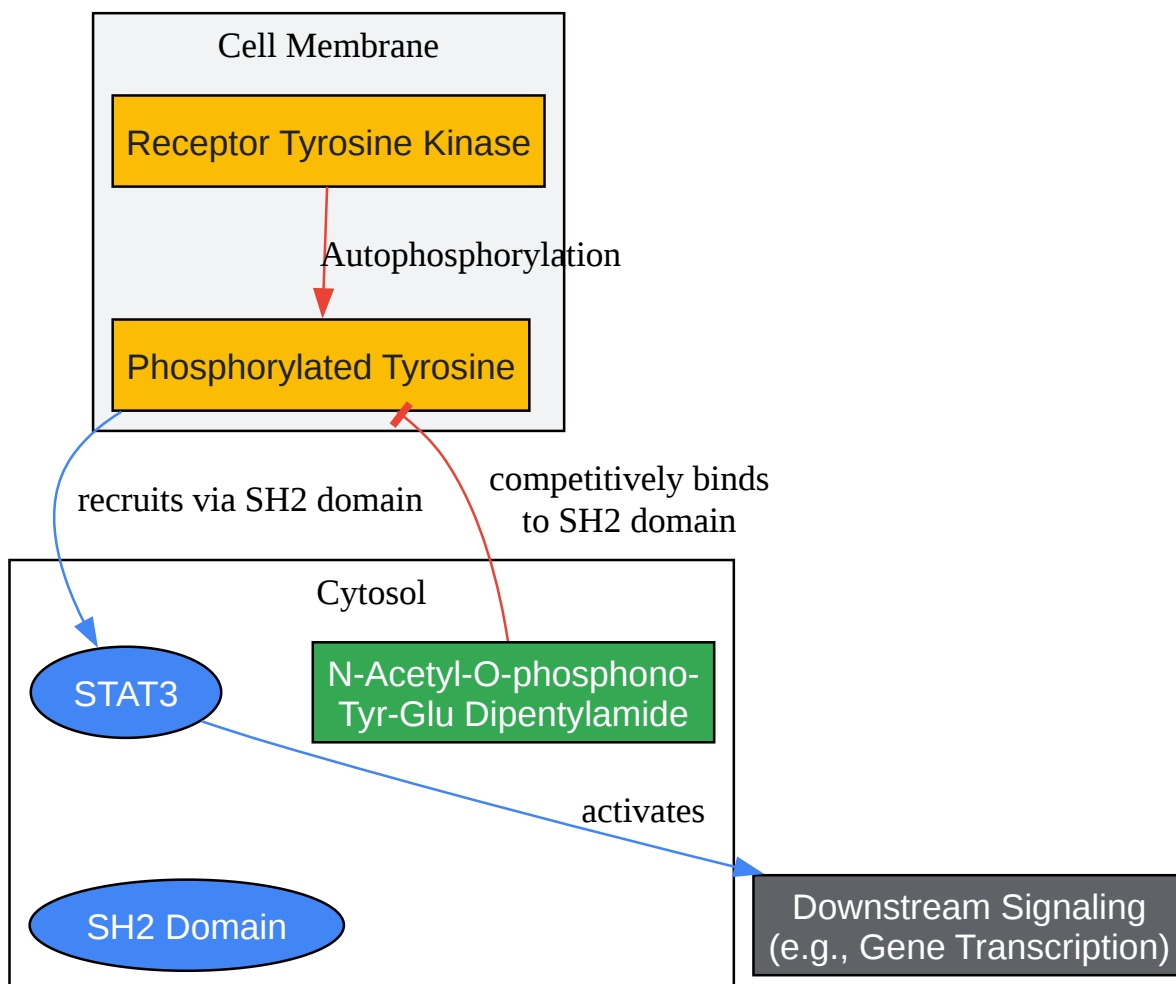 Cell Membrane
Receptor Tyrosine Kinase
Autophosphorylation
Phosphorylated Tyrosine
recruits via SH2 domain
competitively binds
to SH2 domain
Cytosol
STAT3
N-Acetyl-O-phosphono-
Tyr-Glu Dipentylamide
activates
SH2 Domain
Downstream Signaling
(e.g., Gene Transcription)